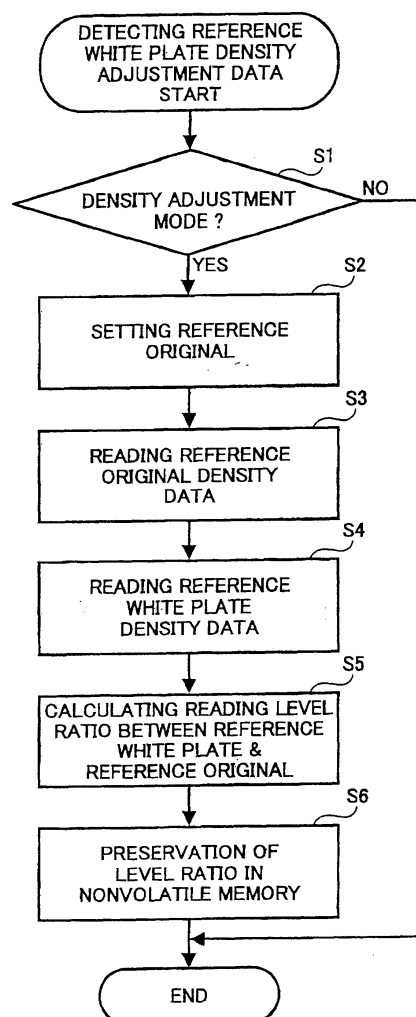 DETECTING REFERENCE
WHITE PLATE DENSITY
ADJUSTMENT DATA
START
S1
DENSITY ADJUSTMENT
MODE ?
NO
YES
S2
SETTING REFERENCE
ORIGINAL
S3
READING REFERENCE
ORIGINAL DENSITY
DATA
S4
READING REFERENCE
WHITE PLATE
DENSITY DATA
S5
CALCULATING READING LEVEL
RATIO BETWEEN REFERENCE
WHITE PLATE &
REFERENCE ORIGINAL
S6
PRESERVATION OF
LEVEL RATIO IN
NONVOLATILE MEMORY
END